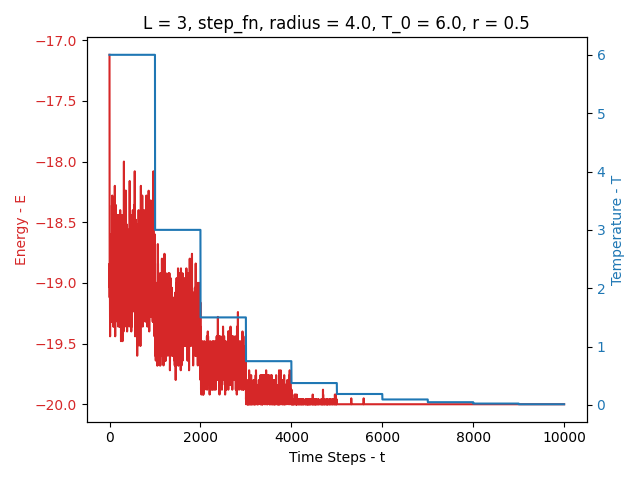 L = 3, step_fn, radius = 4.0, T_0 = 6.0, r = 0.5
−17.0
−17.5
−18.0
−18.5
−19.0
−19.5
−20.0
Energy - E
6
5
4
3
2
1
0
Temperature - T
0 2000 4000 6000 8000 10000
Time Steps - t